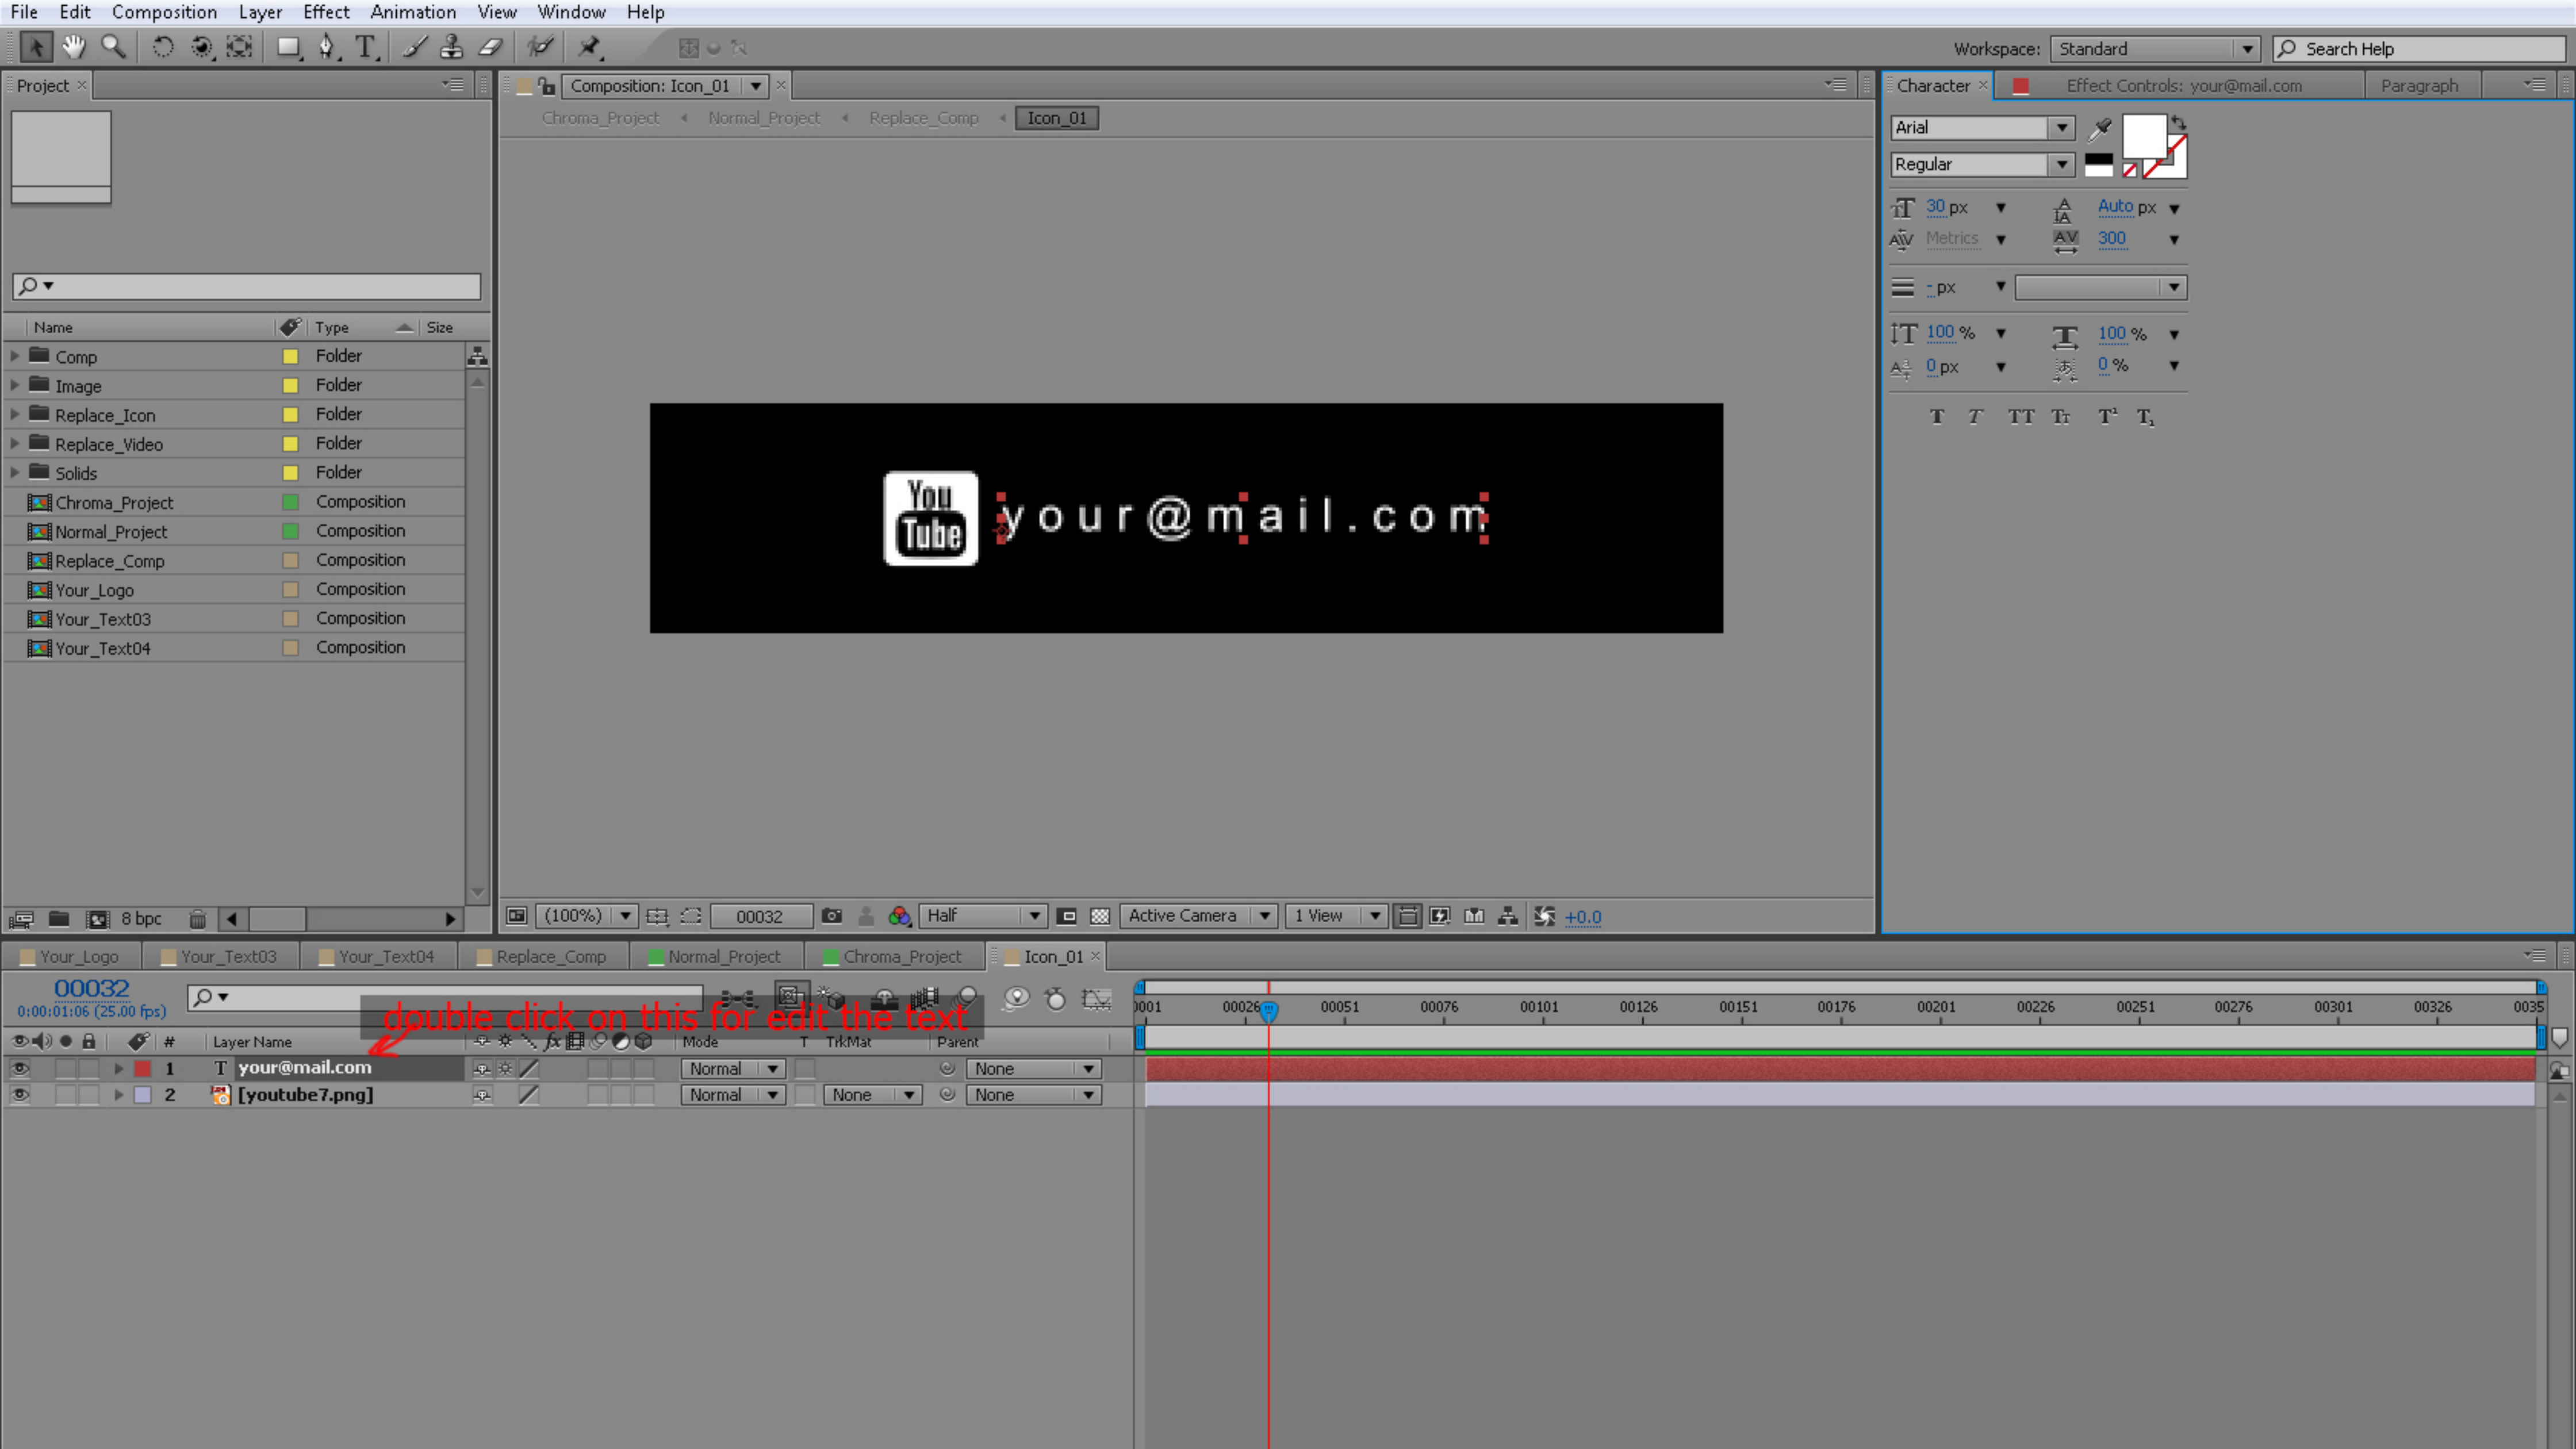 File Edit Composition Layer Effect Animation View Window Help
Workspace: Standard Search Help
Project
Composition: Icon_01
Character Effect Controls: your@mail.com Paragraph
Chroma_Project Normal_Project Replace_Comp Icon_01
Arial
Regular
30 px Auto px
Metrics 300
- px
100 % 100 %
0 px 0 %
T T TT Tr T¹ T₁
Name Type Size
Comp Folder
Image Folder
Replace_Icon Folder
Replace_Video Folder
Solids Folder
Chroma_Project Composition
Normal_Project Composition
Replace_Comp Composition
Your_Logo Composition
Your_Text03 Composition
Your_Text04 Composition
You
Tube
your@mail.com
8 bpc
(100%) 00032 Half Active Camera 1 View +0.0
Your_Logo Your_Text03 Your_Text04 Replace_Comp Normal_Project Chroma_Project Icon_01
00032
0:00:01:06 (25.00 fps)
double click on this for edit the text
0001 00026 00051 00076 00101 00126 00151 00176 00201 00226 00251 00276 00301 00326 0035
# Layer Name fx Mode T TrkMat Parent
1 T your@mail.com Normal None
2 [youtube7.png] Normal None None